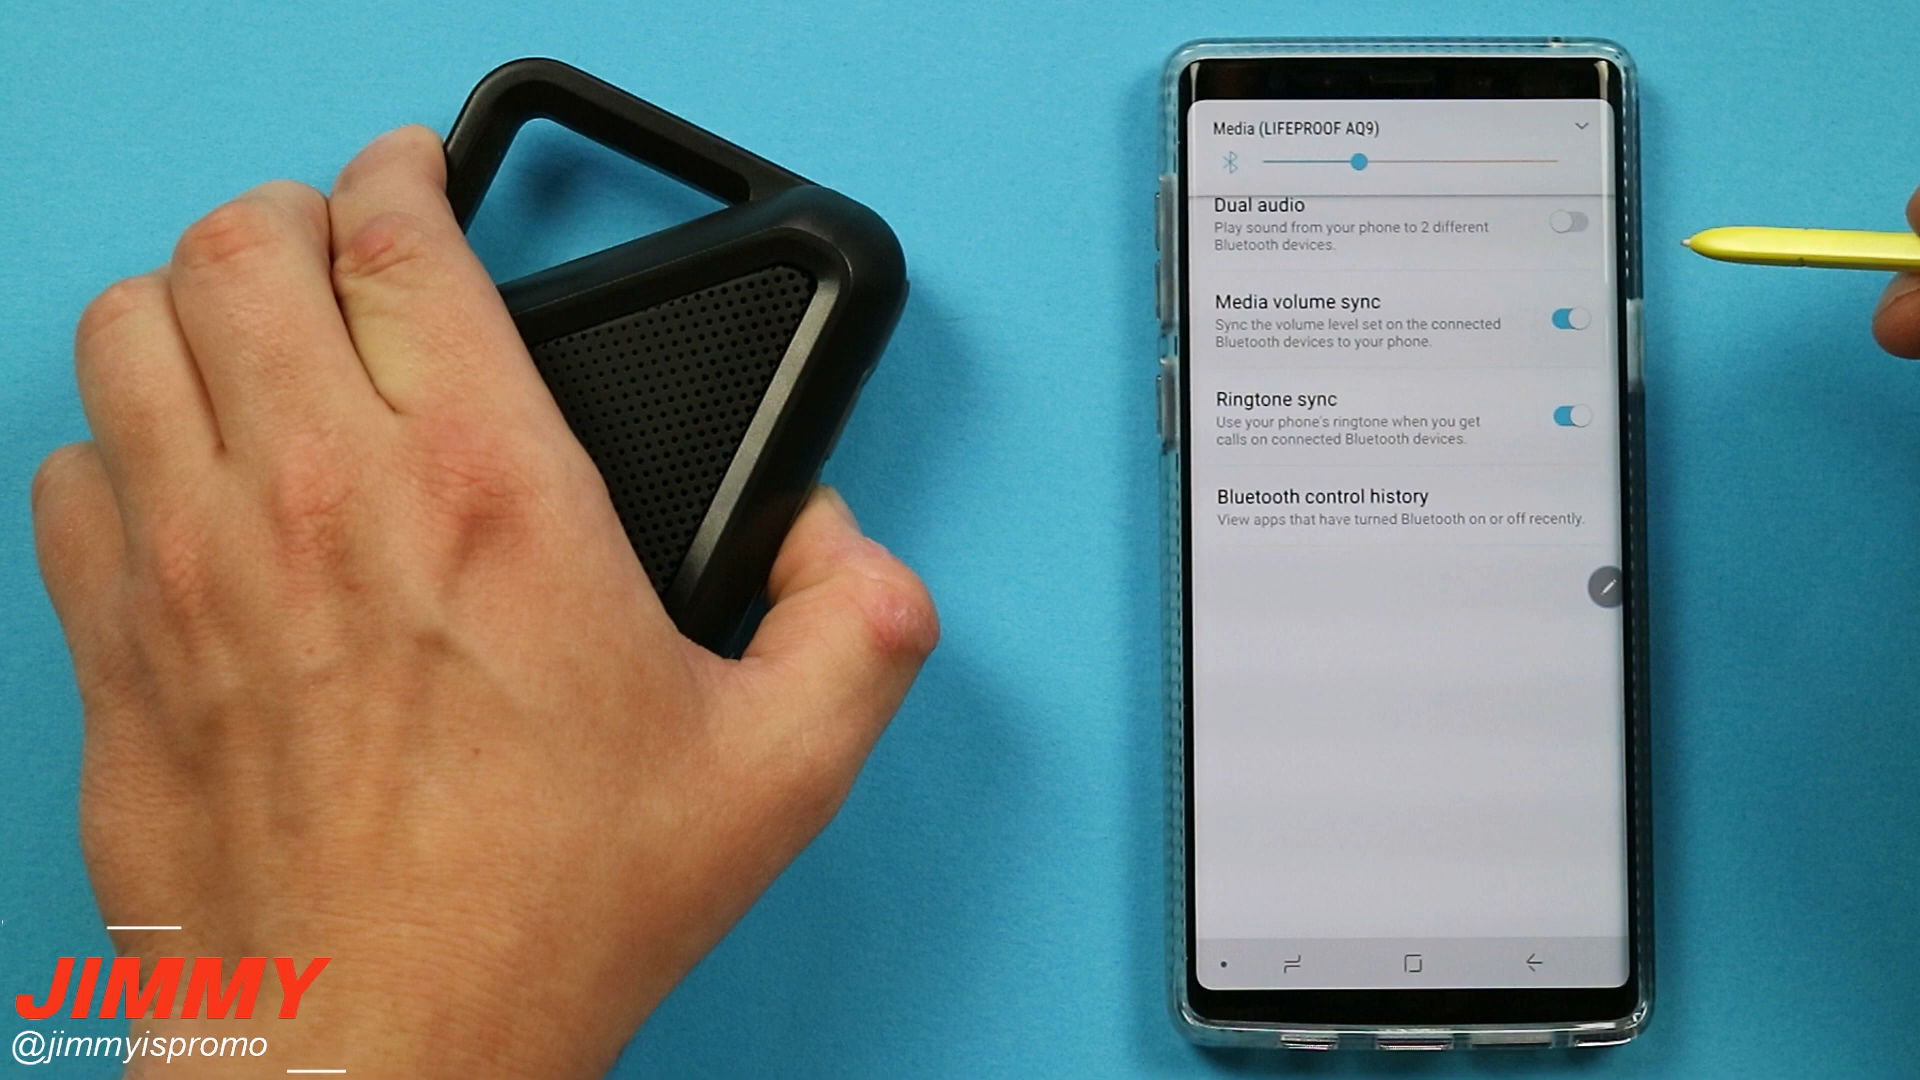 Media (LIFEPROOF AQ9)
Dual audio
Play sound from your phone to 2 different
Bluetooth devices.
Media volume sync
Sync the volume level set on the connected
Bluetooth devices to your phone.
Ringtone sync
Use your phone's ringtone when you get
calls on connected Bluetooth devices.
Bluetooth control history
View apps that have turned Bluetooth on or off recently.
JIMMY
@jimmyispromo